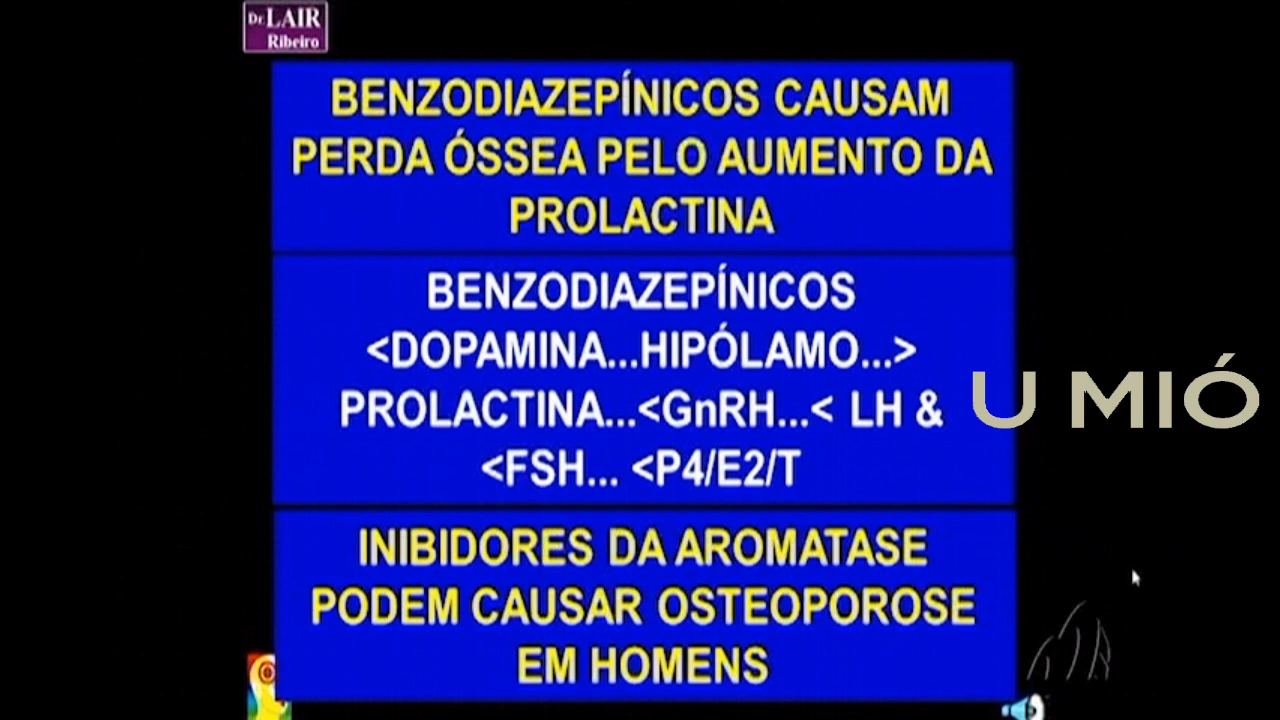 Dr. LAIR
Ribeiro
BENZODIAZEPÍNICOS CAUSAM
PERDA ÓSSEA PELO AUMENTO DA
PROLACTINA
BENZODIAZEPÍNICOS
<DOPAMINA...HIPÓLAMO...>
PROLACTINA...<GnRH...< LH &
<FSH... <P4/E2/T
U MIÓ
INIBIDORES DA AROMATASE
PODEM CAUSAR OSTEOPOROSE
EM HOMENS